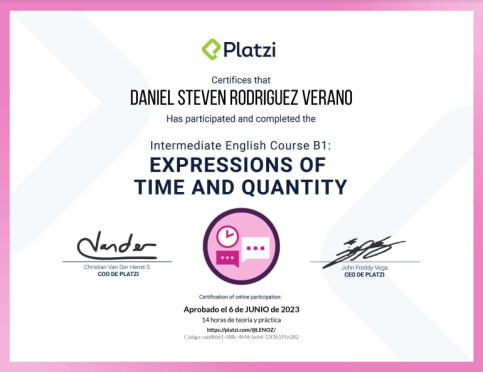 Platzi
Certifices that
DANIEL STEVEN RODRIGUEZ VERANO
Has participated and completed the
Intermediate English Course B1:
EXPRESSIONS OF
TIME AND QUANTITY
Christian Van Der Henst S
COO DE PLATZI
John Freddy Vega
CEO DE PLATZI
Certification of online participation:
Aprobado el 6 de JUNIO de 2023
14 horas de teoría y práctica
https://platzi.com/@LENOZ/
Código: